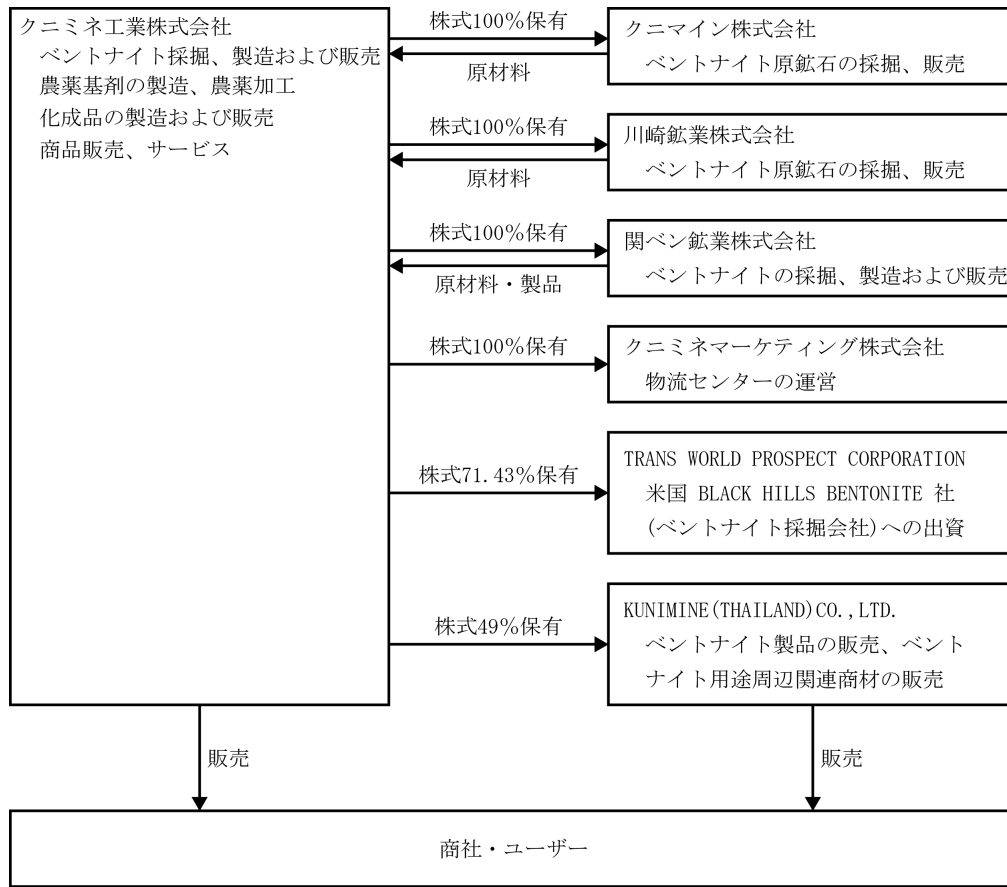 クニミネ工業株式会社
ベントナイト採掘、製造および販売
農薬基剤の製造、農薬加工
化成品の製造および販売
商品販売、サービス
株式100%保有
原材料
クニマイン株式会社
ベントナイト原鉱石の採掘、販売
株式100%保有
原材料
川崎鉱業株式会社
ベントナイト原鉱石の採掘、販売
株式100%保有
原材料・製品
関ベン鉱業株式会社
ベントナイトの採掘、製造および販売
株式100%保有
クニミネマーケティング株式会社
物流センターの運営
株式71.43%保有
TRANS WORLD PROSPECT CORPORATION
米国 BLACK HILLS BENTONITE 社
(ベントナイト採掘会社)への出資
株式49%保有
KUNIMINE(THAILAND)CO.,LTD.
ベントナイト製品の販売、ベント
ナイト用途周辺関連商材の販売
販売
販売
商社・ユーザー